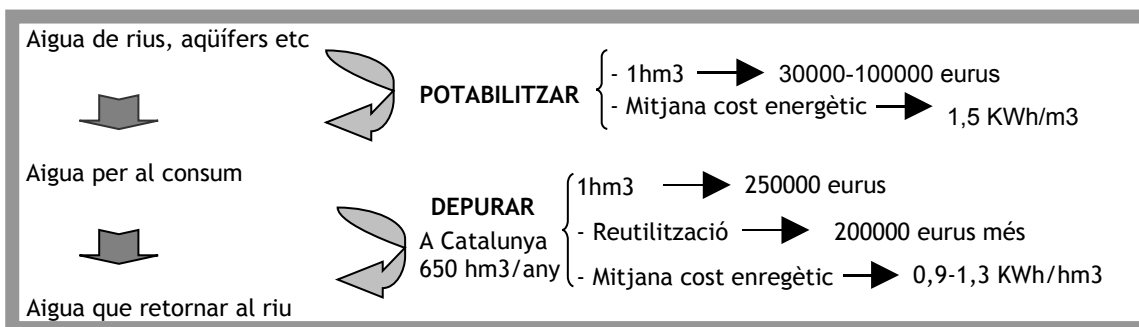 Aigua de rius, aqüífers etc
POTABILITZAR
- 1hm3
30000-100000 eurus
- Mitjana cost energètic
1,5 KWh/m3
Aigua per al consum
DEPURAR
A Catalunya
650 hm3/any
1hm3
250000 eurus
- Reutilització
200000 eurus més
- Mitjana cost enregètic
0,9-1,3 KWh/hm3
Aigua que retornar al riu